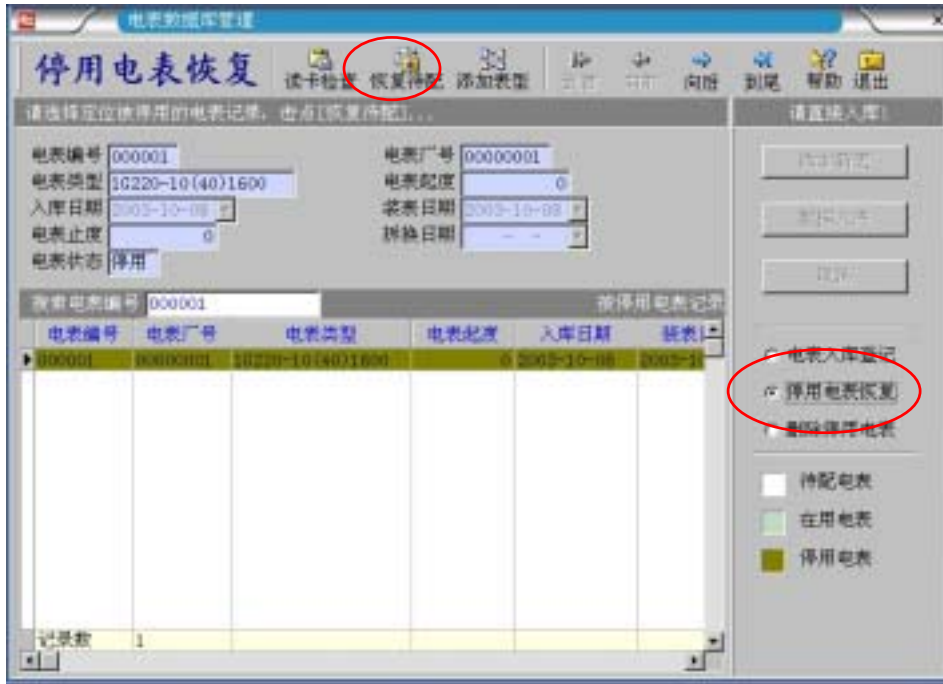 电表数据库管理
停用电表恢复 读卡检查 恢复待配 添加表型 向后 到尾 帮助 退出
请选择定位被停用的电表记录，击点[恢复待配]... 请直接入库!
电表编号 000001 电表厂号 00000001
电表类型 1G220-10(40)1600 电表起度 0
入库日期 2003-10-08 装表日期 2003-10-08
电表止度 0 拆换日期 - -
电表状态 停用
搜索电表编号 000001 按停用电表记录
电表编号 电表厂号 电表类型 电表起度 入库日期 装表
000001 00000001 1G220-10(40)1600 0 2003-10-08 2003-10
记录数 1
电表入库登记
停用电表恢复
删除停用电表
待配电表
在用电表
停用电表